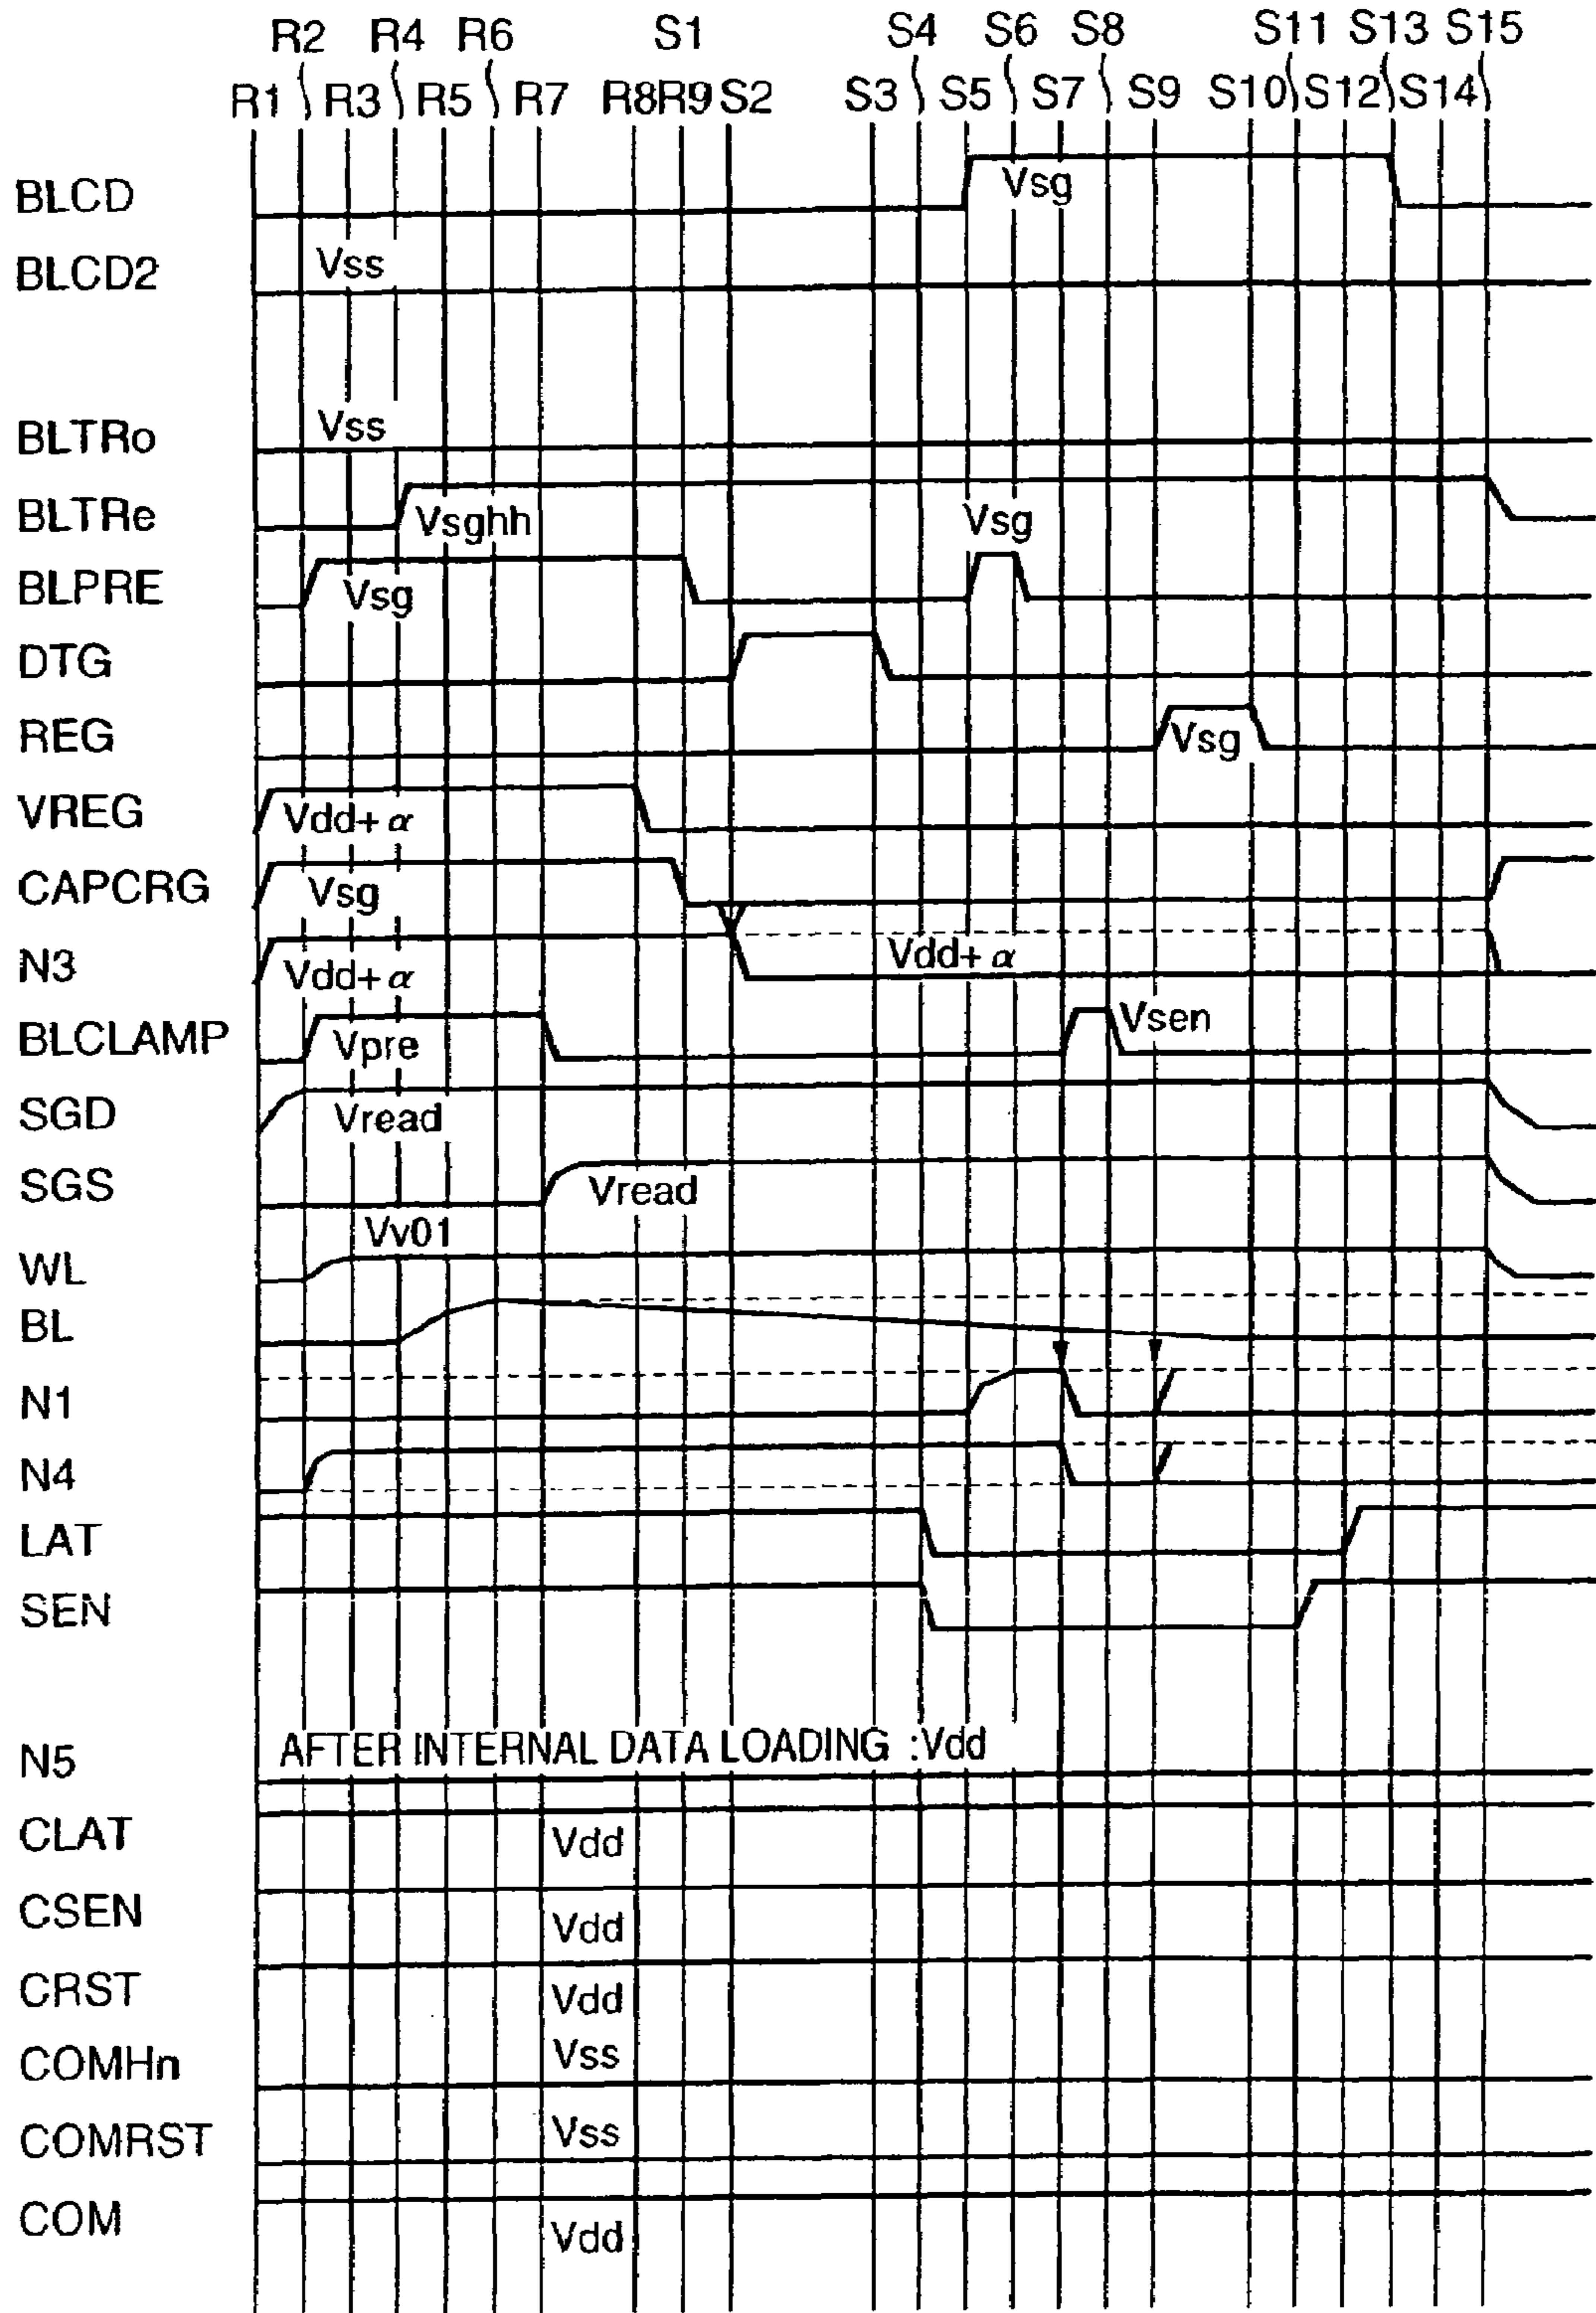 R2 R4 R6 S1 S4 S6 S8 S11 S13 S15
R1 R3 R5 R7 R8R9S2 S3 S5 S7 S9 S10 S12 S14
BLCD
Vsg
BLCD2
Vss
BLTRo
Vss
BLTRe
Vsghh
Vsg
BLPRE
Vsg
DTG
REG
Vsg
VREG
Vdd+α
CAPCRG
Vsg
N3
Vdd+α
Vdd+α
BLCLAMP
Vpre
Vsen
SGD
Vread
SGS
Vread
WL
Vv01
BL
N1
N4
LAT
SEN
N5
AFTER INTERNAL DATA LOADING :Vdd
CLAT
Vdd
CSEN
Vdd
CRST
Vdd
COMHn
Vss
COMRST
Vss
COM
Vdd